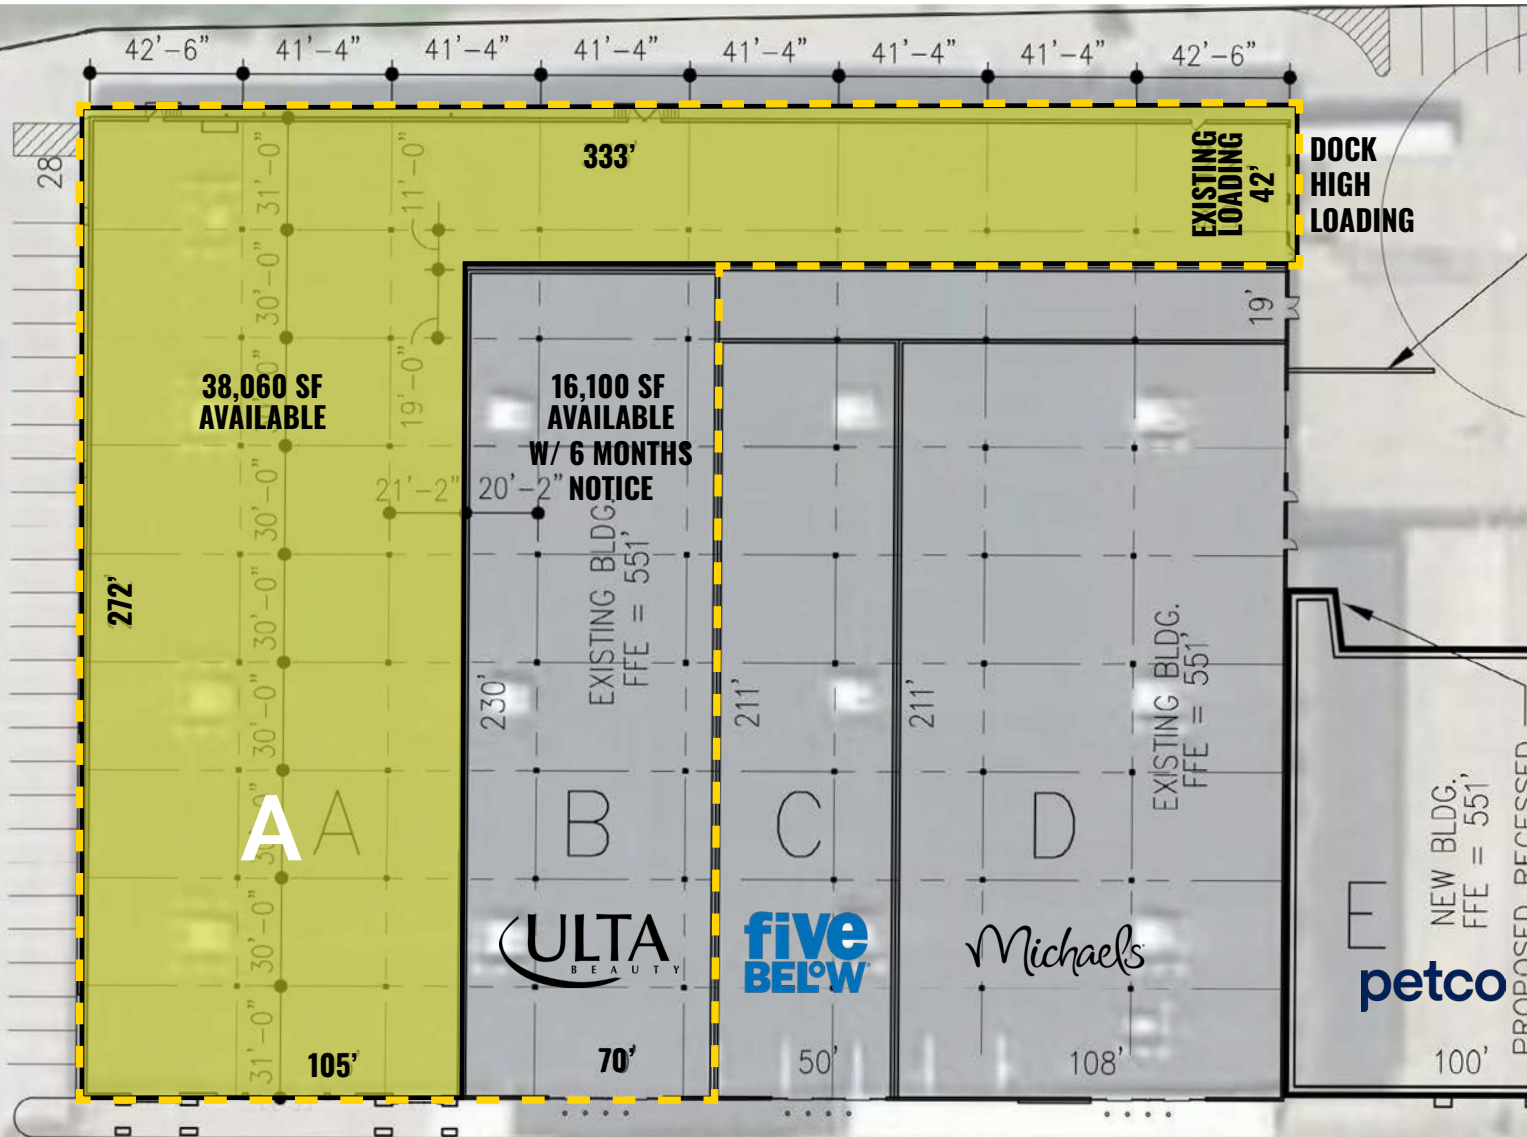 42'-6" 41'-4" 41'-4" 41'-4" 41'-4" 41'-4" 41'-4" 42'-6"
28
31'-0"
11'-0"
333'
EXISTING
LOADING
42'
DOCK
HIGH
LOADING
30'-0"
19'-0"
19'
38,060 SF
AVAILABLE
16,100 SF
AVAILABLE
W/ 6 MONTHS
NOTICE
21'-2" 20'-2"
30'-0"
EXISTING BLDG.
FFE = 551'
272'
30'-0"
230'
211'
211'
EXISTING BLDG.
FFE = 551'
30'-0"
A A B C D
30'-0"
ULTA
BEAUTY
five
BELOW
Michaels
E
petco
NEW BLDG.
FFE = 551'
PROPOSED RECESSED
31'-0"
105' 70' 50' 108' 100'